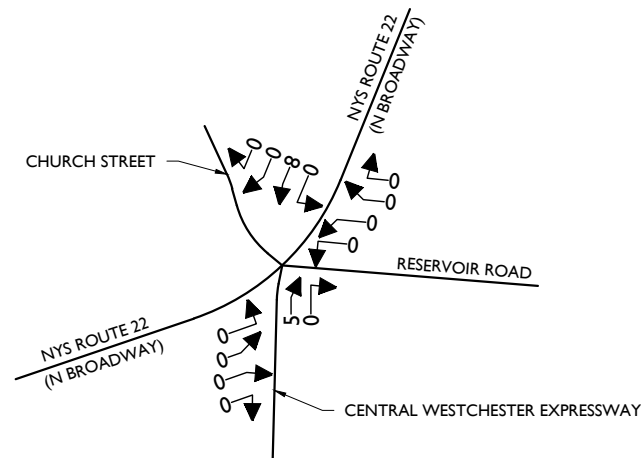 NYS ROUTE 22
(N BROADWAY)
CHURCH STREET
0
0
8
0
0
0
0
0
RESERVOIR ROAD
5
0
NYS ROUTE 22
(N BROADWAY)
0
0
0
0
CENTRAL WESTCHESTER EXPRESSWAY